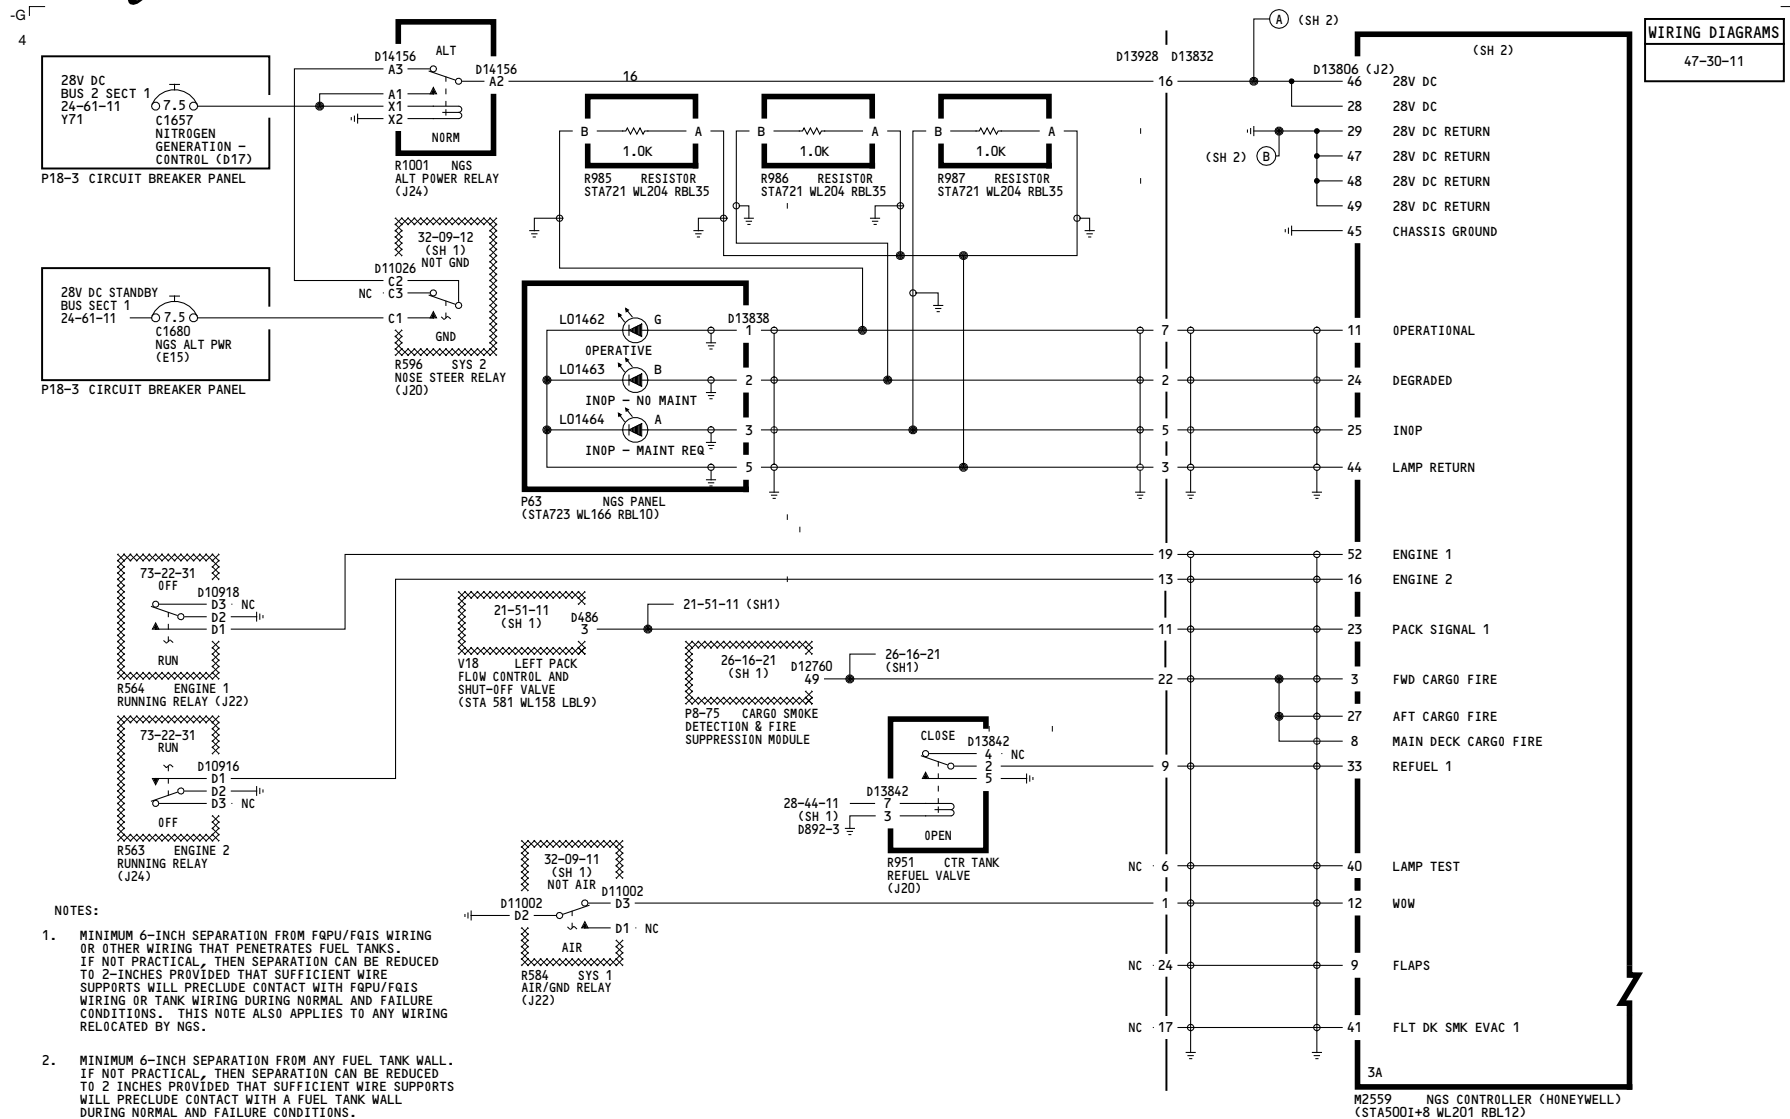 -G
4
WIRING DIAGRAMS
47-30-11
28V DC
BUS 2 SECT 1
24-61-11
Y71
7.5
C1657
NITROGEN
GENERATION -
CONTROL (D17)
P18-3 CIRCUIT BREAKER PANEL
D14156
A3
A1
X1
X2
ALT
NORM
D14156
A2
R1001 NGS
ALT POWER RELAY
(J24)
16
28V DC STANDBY
BUS SECT 1
24-61-11
7.5
C1680
NGS ALT PWR
(E15)
P18-3 CIRCUIT BREAKER PANEL
32-09-12
(SH 1)
NOT GND
D11026
C2
NC C3
C1
GND
R596 SYS 2
NOSE STEER RELAY
(J20)
B A
1.0K
R985 RESISTOR
STA721 WL204 RBL35
B A
1.0K
R986 RESISTOR
STA721 WL204 RBL35
B A
1.0K
R987 RESISTOR
STA721 WL204 RBL35
L01462 G
OPERATIVE
L01463 B
INOP - NO MAINT
L01464 A
INOP - MAINT REQ
D13838
1
2
3
5
P63 NGS PANEL
(STA723 WL166 RBL10)
A (SH 2)
D13928 D13832
16
7
2
5
3
19
13
11
22
9
NC 6
1
NC 24
NC 17
(SH 2) B
(SH 2)
D13806 (J2)
46 28V DC
28 28V DC
29 28V DC RETURN
47 28V DC RETURN
48 28V DC RETURN
49 28V DC RETURN
45 CHASSIS GROUND
11 OPERATIONAL
24 DEGRADED
25 INOP
44 LAMP RETURN
52 ENGINE 1
16 ENGINE 2
23 PACK SIGNAL 1
3 FWD CARGO FIRE
27 AFT CARGO FIRE
8 MAIN DECK CARGO FIRE
33 REFUEL 1
40 LAMP TEST
12 WOW
9 FLAPS
41 FLT DK SMK EVAC 1
3A
M2559 NGS CONTROLLER (HONEYWELL)
(STA500I+8 WL201 RBL12)
73-22-31
OFF
D10918
D3 NC
D2
D1
RUN
R564 ENGINE 1
RUNNING RELAY (J22)
73-22-31
RUN
D10916
D1
D2
D3 NC
OFF
R563 ENGINE 2
RUNNING RELAY
(J24)
21-51-11
(SH 1)
D486
3
V18 LEFT PACK
FLOW CONTROL AND
SHUT-OFF VALVE
(STA 581 WL158 LBL9)
21-51-11 (SH1)
26-16-21
(SH 1)
D12760
49
P8-75 CARGO SMOKE
DETECTION & FIRE
SUPPRESSION MODULE
26-16-21
(SH1)
CLOSE
D13842
4 NC
2
5
D13842
7
3
28-44-11
(SH 1)
D892-3
OPEN
R951 CTR TANK
REFUEL VALVE
(J20)
32-09-11
(SH 1)
NOT AIR
D11002
D3
D11002
D2
D1 NC
AIR
R584 SYS 1
AIR/GND RELAY
(J22)
NOTES:
1. MINIMUM 6-INCH SEPARATION FROM FQPU/FQIS WIRING
OR OTHER WIRING THAT PENETRATES FUEL TANKS.
IF NOT PRACTICAL, THEN SEPARATION CAN BE REDUCED
TO 2-INCHES PROVIDED THAT SUFFICIENT WIRE
SUPPORTS WILL PRECLUDE CONTACT WITH FQPU/FQIS
WIRING OR TANK WIRING DURING NORMAL AND FAILURE
CONDITIONS. THIS NOTE ALSO APPLIES TO ANY WIRING
RELOCATED BY NGS.
2. MINIMUM 6-INCH SEPARATION FROM ANY FUEL TANK WALL.
IF NOT PRACTICAL, THEN SEPARATION CAN BE REDUCED
TO 2 INCHES PROVIDED THAT SUFFICIENT WIRE SUPPORTS
WILL PRECLUDE CONTACT WITH A FUEL TANK WALL
DURING NORMAL AND FAILURE CONDITIONS.